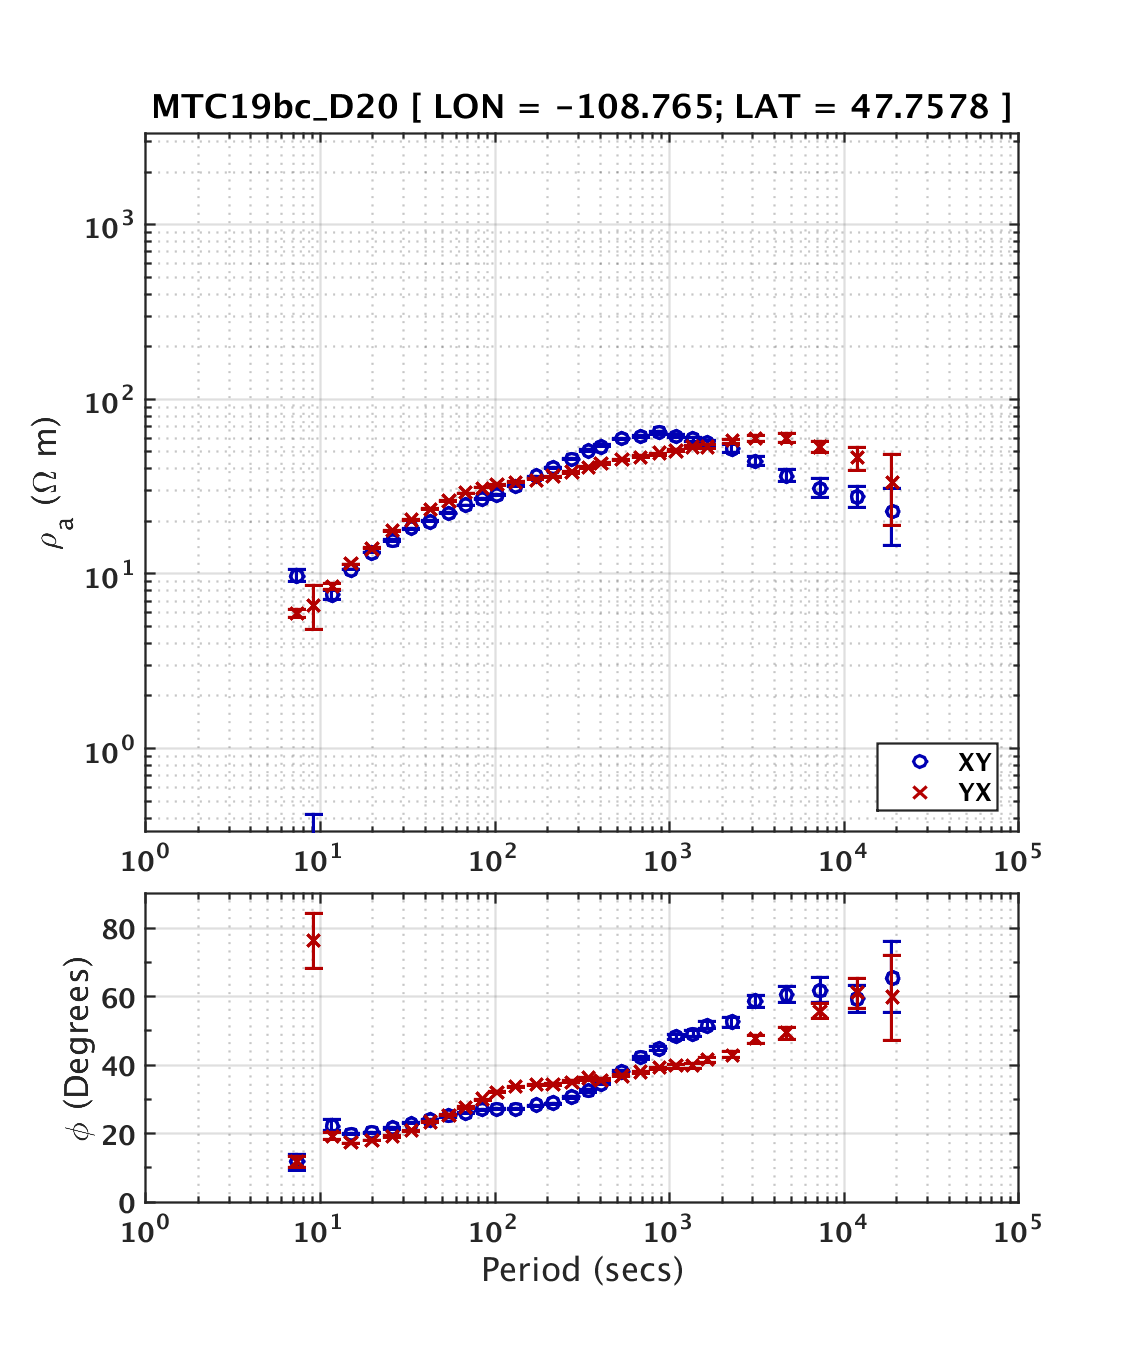 MTC19bc_D20 [ LON = -108.765; LAT = 47.7578 ]
10³
10²
10¹
10⁰
ρₐ (Ω m)
XY
YX
10⁰ 10¹ 10² 10³ 10⁴ 10⁵
80
60
40
20
0
ϕ (Degrees)
10⁰ 10¹ 10² 10³ 10⁴ 10⁵
Period (secs)